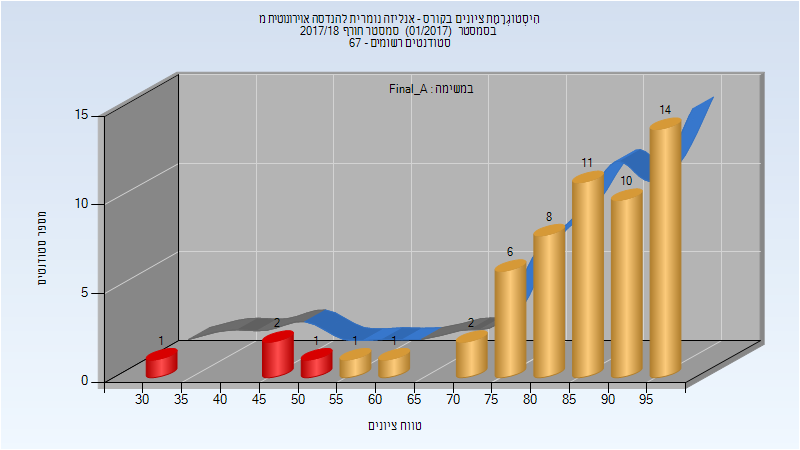 היסטוגרמת ציונים בקורס - אנליזה נומרית להנדסה אוירונוטית מ
בסמסטר (01/2017) סמסטר חורף 2017/18
סטודנטים רשומים - 67
במשימה : Final_A
מספר סטודנטים
15
10
5
0
1
2
1
1
1
2
6
8
11
10
14
30 35 40 45 50 55 60 65 70 75 80 85 90 95
טווח ציונים